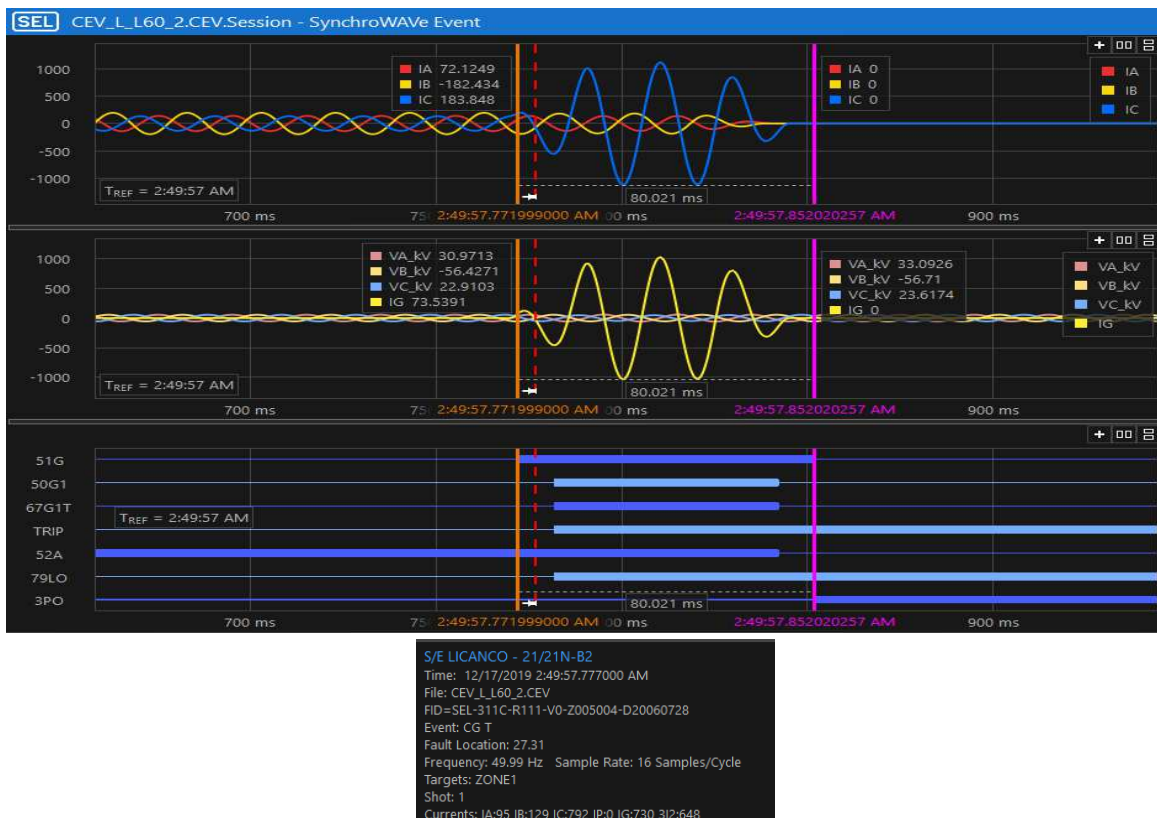 SEL CEV_L_L60_2.CEV.Session - SynchroWAVe Event
1000
500
0
-500
-1000
IA 72.1249
IB -182.434
IC 183.848
IA 0
IB 0
IC 0
IA
IB
IC
TREF = 2:49:57 AM
80.021 ms
700 ms 75 2:49:57.771999000 AM 00 ms 2:49:57.852020257 AM 900 ms
1000
500
0
-500
-1000
VA_kV 30.9713
VB_kV -56.4271
VC_kV 22.9103
IG 73.5391
VA_kV 33.0926
VB_kV -56.71
VC_kV 23.6174
IG 0
VA_kV
VB_kV
VC_kV
IG
TREF = 2:49:57 AM
80.021 ms
700 ms 75 2:49:57.771999000 AM 00 ms 2:49:57.852020257 AM 900 ms
51G
50G1
67G1T
TRIP
52A
79LO
3PO
TREF = 2:49:57 AM
80.021 ms
700 ms 75 2:49:57.771999000 AM 00 ms 2:49:57.852020257 AM 900 ms
S/E LICANCO - 21/21N-B2
Time: 12/17/2019 2:49:57.777000 AM
File: CEV_L_L60_2.CEV
FID=SEL-311C-R111-V0-Z005004-D20060728
Event: CG T
Fault Location: 27.31
Frequency: 49.99 Hz Sample Rate: 16 Samples/Cycle
Targets: ZONE1
Shot: 1
Currents: IA:95 IB:129 IC:792 IP:0 IG:730 3I2:648